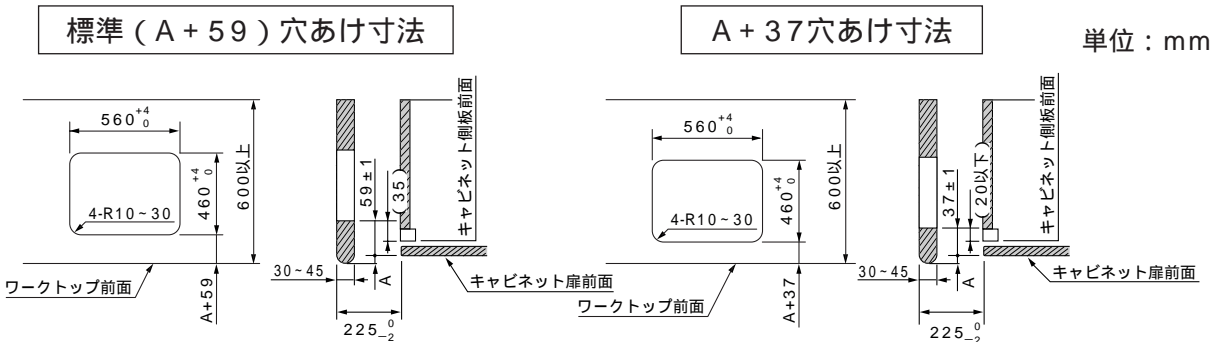 標準（A＋59）穴あけ寸法
560 +4 0
460 +4 0
4-R10~30
600以上
ワークトップ前面
A+59
59±1
（35）
キャビネット側板前面
30~45
A
キャビネット扉前面
225 0 −2
A＋37穴あけ寸法
単位：mm
560 +4 0
460 +4 0
4-R10~30
600以上
ワークトップ前面
A+37
37±1
（20以下）
キャビネット側板前面
30~45
A
キャビネット扉前面
225 0 −2